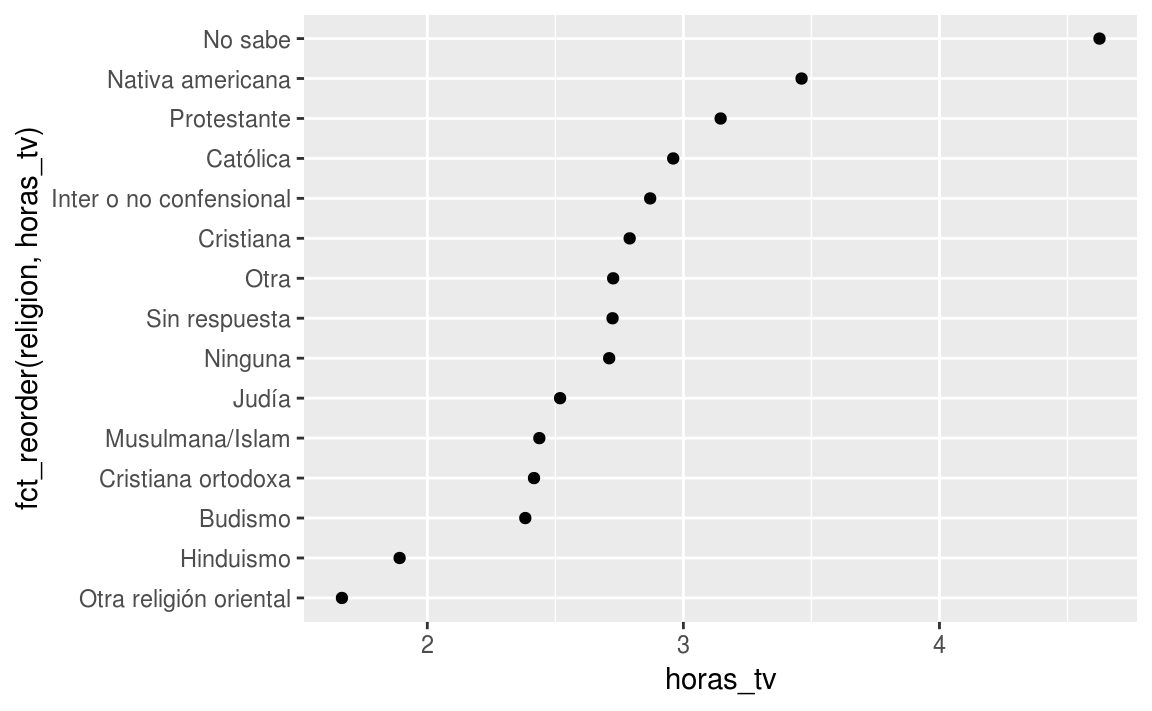 No sabe
Nativa americana
Protestante
Católica
Inter o no confensional
Cristiana
Otra
Sin respuesta
Ninguna
Judía
Musulmana/Islam
Cristiana ortodoxa
Budismo
Hinduismo
Otra religión oriental
fct_reorder(religion, horas_tv)
2 3 4
horas_tv